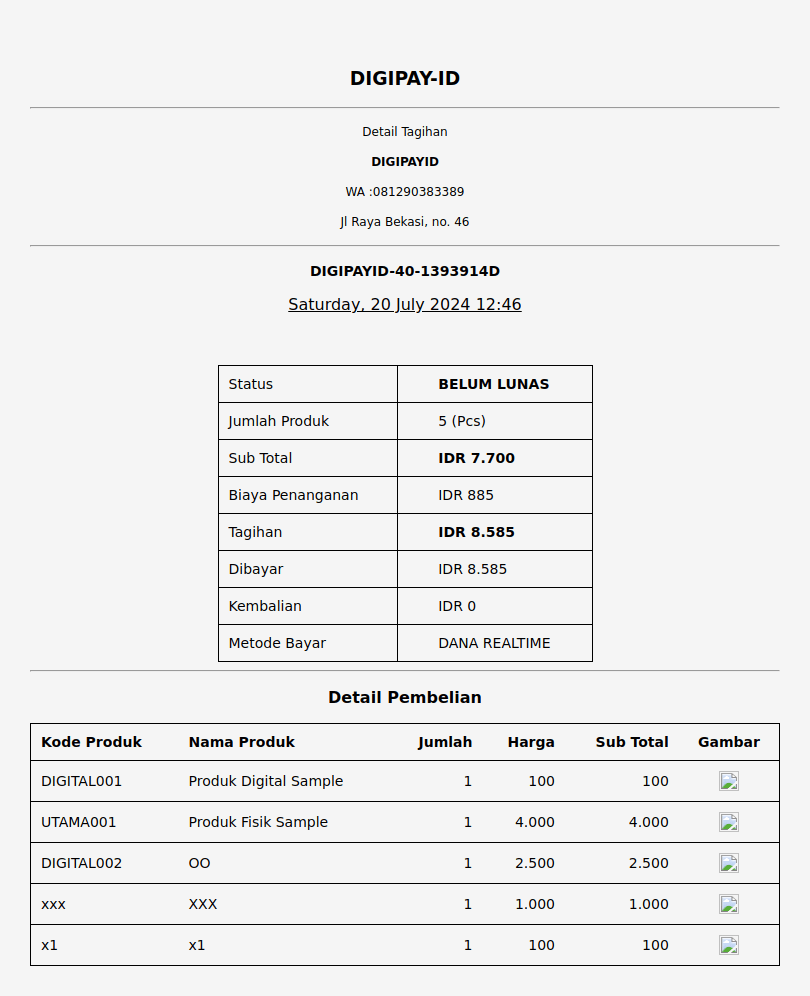 DIGIPAY-ID
Detail Tagihan
DIGIPAYID
WA :081290383389
Jl Raya Bekasi, no. 46
DIGIPAYID-40-1393914D
Saturday, 20 July 2024 12:46
Status BELUM LUNAS
Jumlah Produk 5 (Pcs)
Sub Total IDR 7.700
Biaya Penanganan IDR 885
Tagihan IDR 8.585
Dibayar IDR 8.585
Kembalian IDR 0
Metode Bayar DANA REALTIME
Detail Pembelian
Kode Produk Nama Produk Jumlah Harga Sub Total Gambar
DIGITAL001 Produk Digital Sample 1 100 100
UTAMA001 Produk Fisik Sample 1 4.000 4.000
DIGITAL002 OO 1 2.500 2.500
xxx XXX 1 1.000 1.000
x1 x1 1 100 100